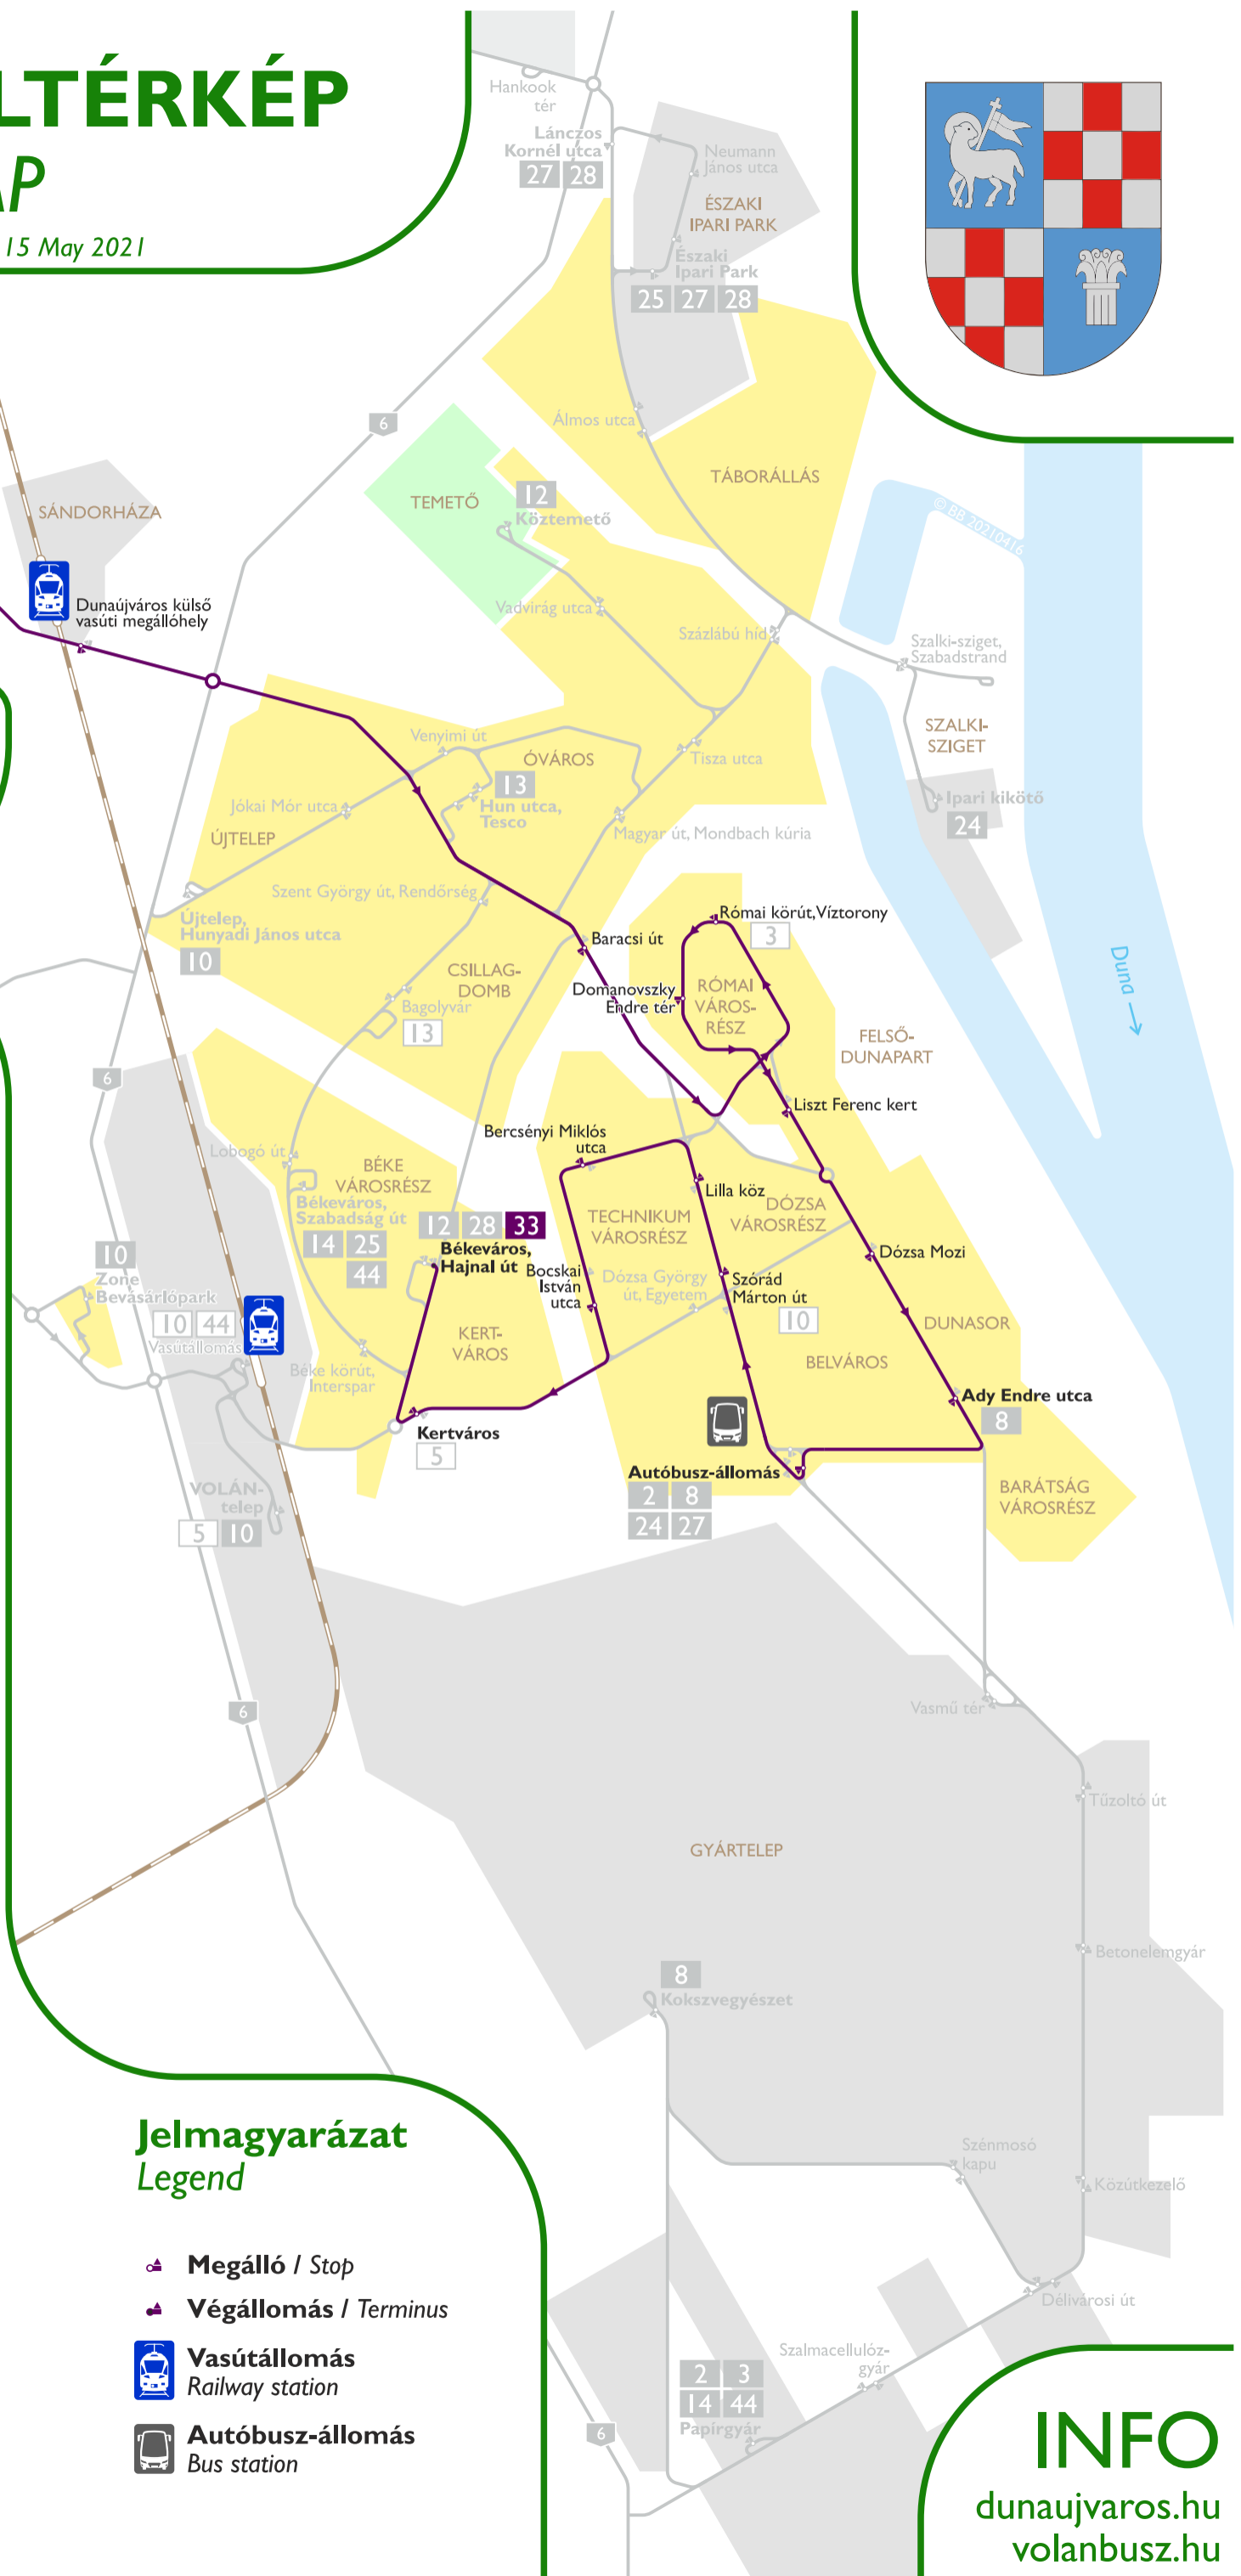 LTÉRKÉP
AP
15 May 2021
Hankook
tér
Lánczos
Kornél utca
27 28
Neumann
János utca
ÉSZAKI
IPARI PARK
Északi
Ipari Park
25 27 28
6
Álmos utca
TÁBORÁLLÁS
TEMETŐ
12
Köztemető
SÁNDORHÁZA
© BB 20210416
Dunaújváros külső
vasúti megállóhely
Vadvirág utca
Százlábú híd
Szalki-sziget,
Szabadstrand
SZALKI-
SZIGET
Venyimi út
ÓVÁROS
Tisza utca
13
Hun utca,
Tesco
Jókai Mór utca
ÚJTELEP
Magyar út, Mondbach kúria
Ipari kikötő
24
Szent György út, Rendőrség
Újtelep,
Hunyadi János utca
10
Római körút,Víztorony
3
Baracsi út
CSILLAG-
DOMB
Domanovszky
Endre tér
RÓMAI
VÁROS-
RÉSZ
Bagolyvár
13
FELSŐ-
DUNAPART
Duna
6
Liszt Ferenc kert
Bercsényi Miklós
utca
Lobogó út
BÉKE
VÁROSRÉSZ
Lilla köz
DÓZSA
VÁROSRÉSZ
Békeváros,
Szabadság út
14 25
44
12 28 33
Békeváros,
Hajnal út
TECHNIKUM
VÁROSRÉSZ
Bocskai
István
utca
Dózsa György
út, Egyetem
Szórád
Márton út
10
Dózsa Mozi
10
Zone
Bevásárlópark
10 44
Vasútállomás
KERT-
VÁROS
DUNASOR
BELVÁROS
Béke körút,
Interspar
Ady Endre utca
8
Kertváros
5
Autóbusz-állomás
2 8
24 27
VOLÁN-
telep
5 10
BARÁTSÁG
VÁROSRÉSZ
6
Vasmű tér
Tűzoltó út
GYÁRTELEP
Betonelemgyár
8
Kokszvegyészet
Szénmosó
kapu
Közútkezelő
Délivárosi út
Szalmacellulóz-
gyár
2 3
14 44
Papírgyár
6
Jelmagyarázat
Legend
Megálló / Stop
Végállomás / Terminus
Vasútállomás
Railway station
Autóbusz-állomás
Bus station
INFO
dunaujvaros.hu
volanbusz.hu